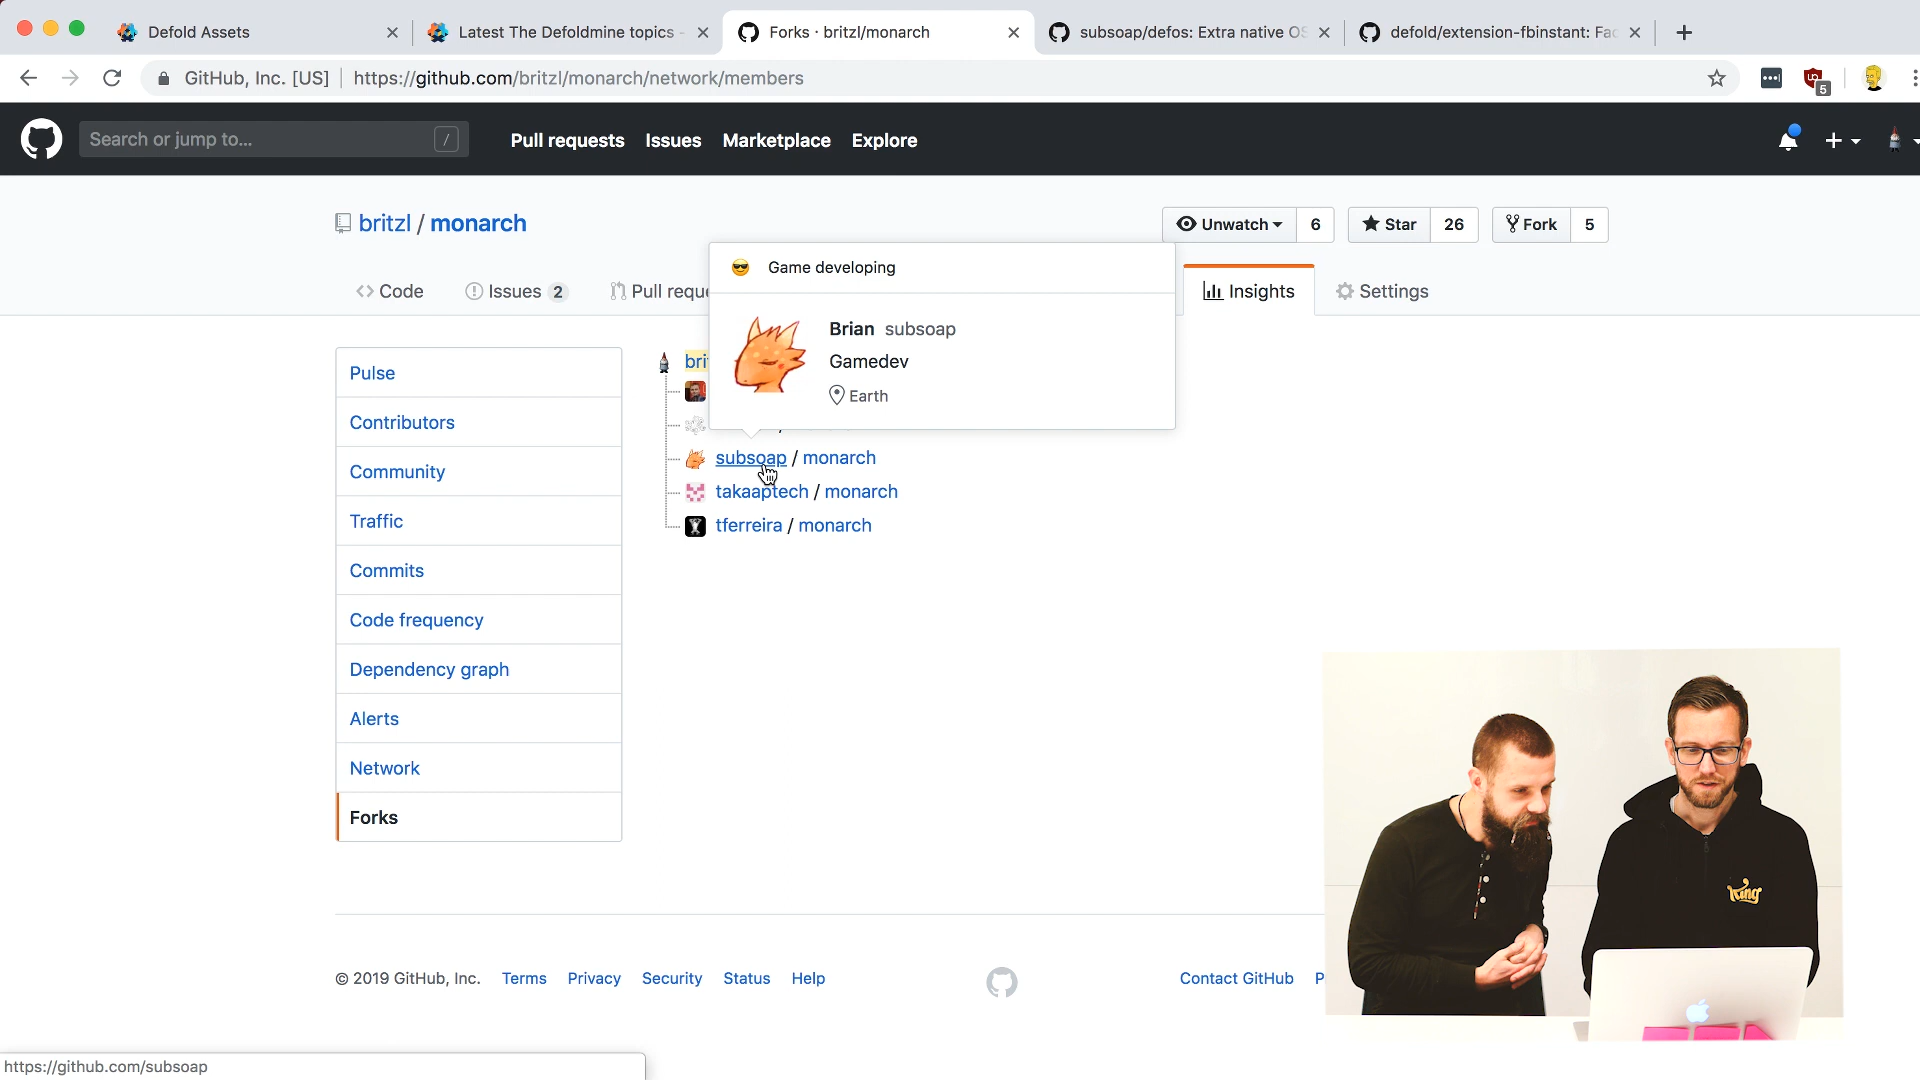 Defold Assets
Latest The Defoldmine topics -
Forks · britzl/monarch
subsoap/defos: Extra native OS
defold/extension-fbinstant: Fac
GitHub, Inc. [US]
https://github.com/britzl/monarch/network/members
5
Search or jump to...
/
Pull requests
Issues
Marketplace
Explore
britzl / monarch
Unwatch
6
Star
26
Fork
5
Code
Issues 2
Pull reque
Insights
Settings
Game developing
Brian subsoap
Gamedev
Earth
Pulse
Contributors
Community
Traffic
Commits
Code frequency
Dependency graph
Alerts
Network
Forks
bri
subsoap / monarch
takaaptech / monarch
tferreira / monarch
King
© 2019 GitHub, Inc.
Terms
Privacy
Security
Status
Help
Contact GitHub
P
https://github.com/subsoap